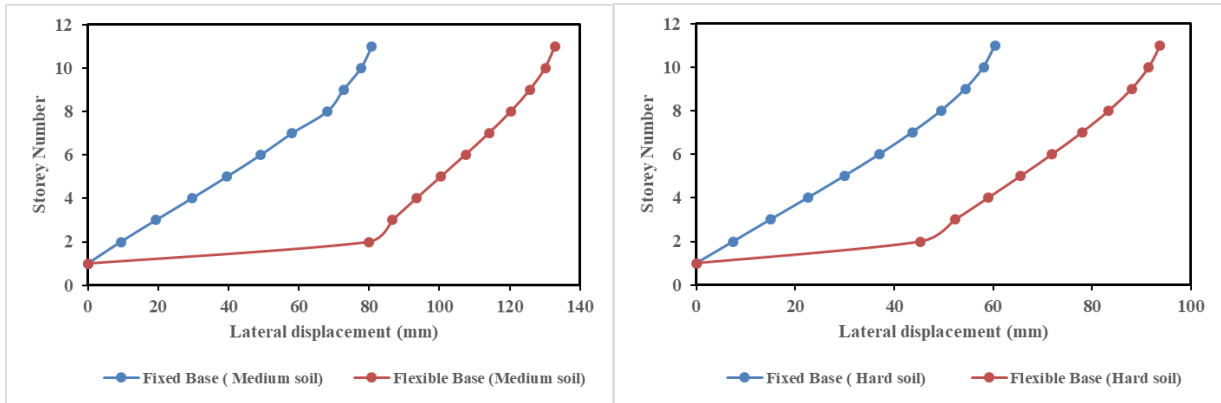 12
10
8
6
4
2
0
Storey Number
0 20 40 60 80 100 120 140
Lateral displacement (mm)
Fixed Base ( Medium soil) Flexible Base (Medium soil)
12
10
8
6
4
2
0
Storey Number
0 20 40 60 80 100
Lateral displacement (mm)
Fixed Base ( Hard soil) Flexible Base (Hard soil)